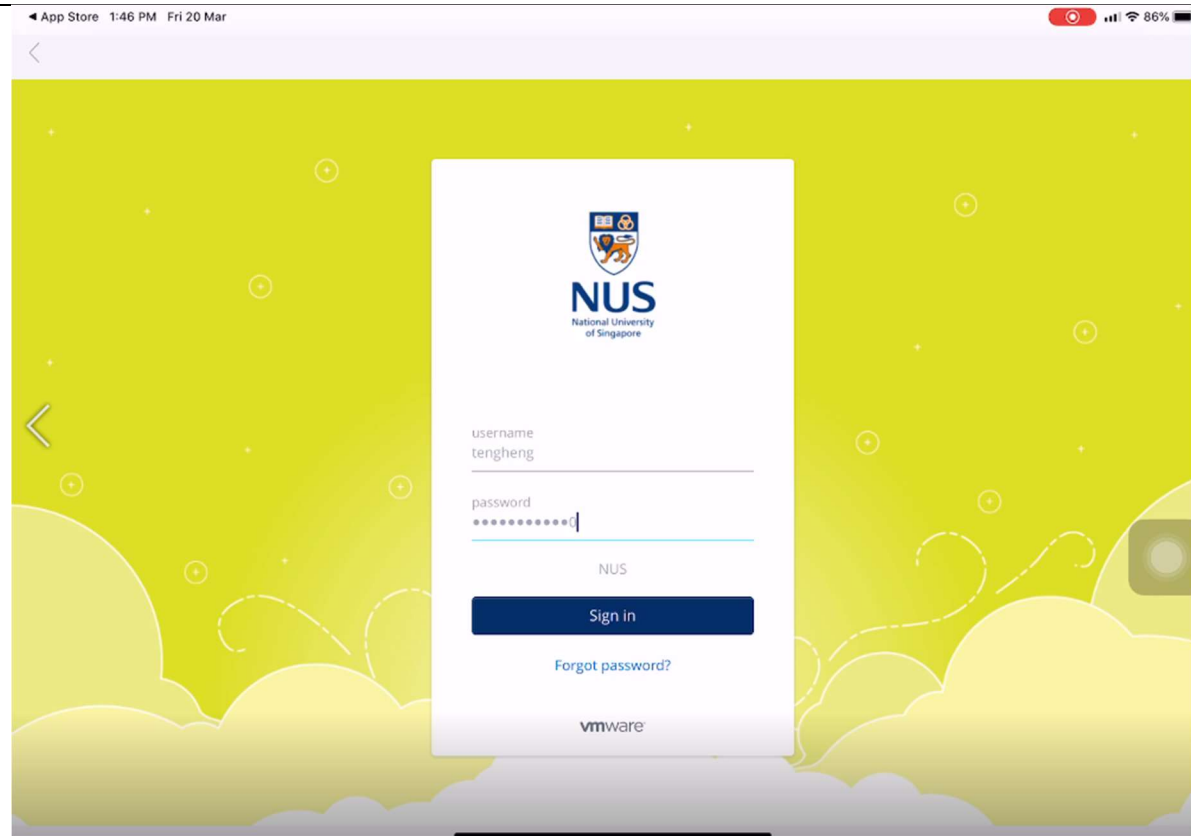 App Store 1:46 PM Fri 20 Mar 86%
NUS
National University
of Singapore
username
tengheng
password
•••••••••••0
NUS
Sign in
Forgot password?
vmware